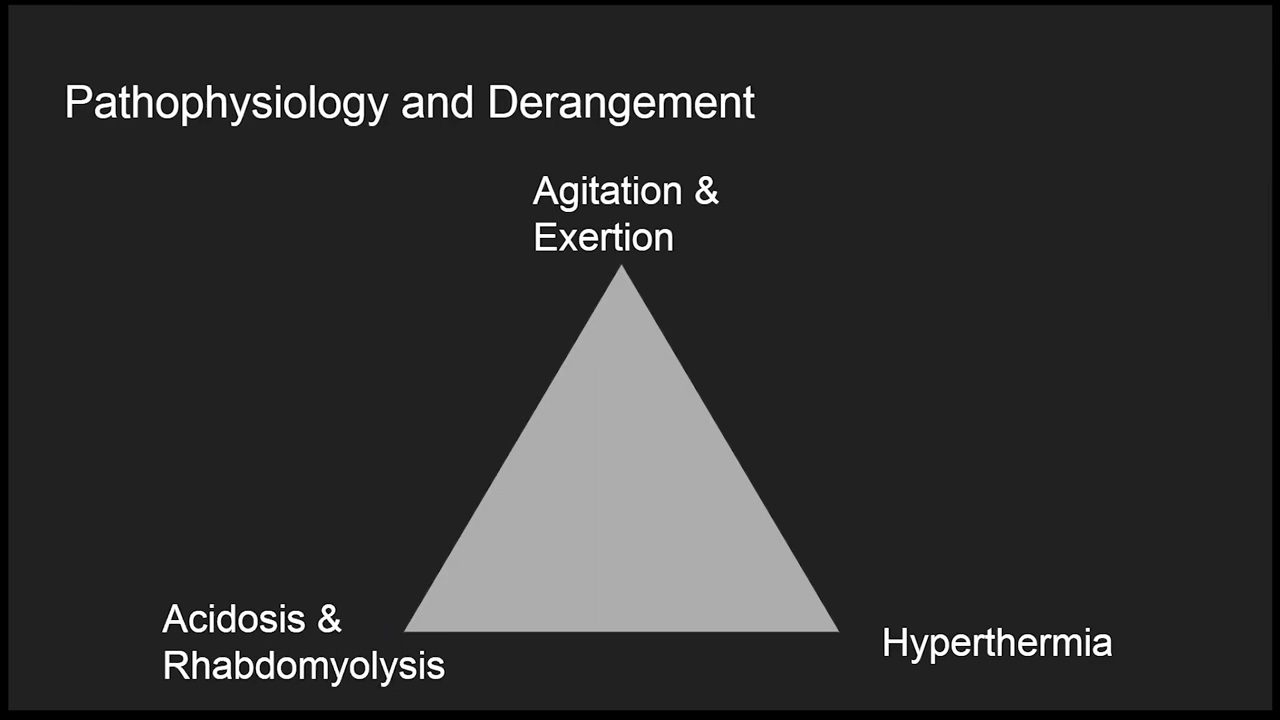 Pathophysiology and Derangement
Agitation &
Exertion
Acidosis &
Rhabdomyolysis
Hyperthermia